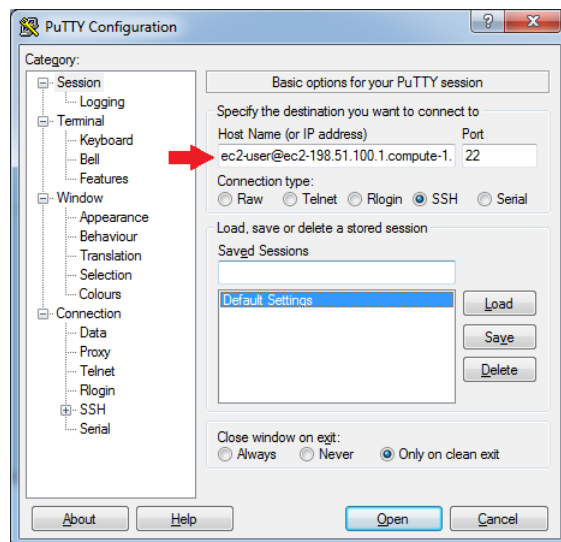 PuTTY Configuration
Category:
Session
Logging
Terminal
Keyboard
Bell
Features
Window
Appearance
Behaviour
Translation
Selection
Colours
Connection
Data
Proxy
Telnet
Rlogin
SSH
Serial
Basic options for your PuTTY session
Specify the destination you want to connect to
Host Name (or IP address) Port
ec2-user@ec2-198.51.100.1.compute-1. 22
Connection type:
Raw Telnet Rlogin SSH Serial
Load, save or delete a stored session
Saved Sessions
Default Settings
Load
Save
Delete
Close window on exit:
Always Never Only on clean exit
About Help Open Cancel